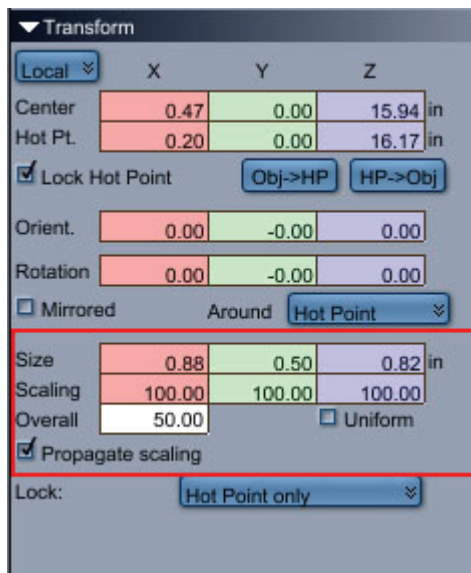 Transform
Local X Y Z
Center 0.47 0.00 15.94 in
Hot Pt. 0.20 0.00 16.17 in
Lock Hot Point Obj->HP HP->Obj
Orient. 0.00 -0.00 0.00
Rotation 0.00 -0.00 0.00
Mirrored Around Hot Point
Size 0.88 0.50 0.82 in
Scaling 100.00 100.00 100.00
Overall 50.00 Uniform
Propagate scaling
Lock: Hot Point only